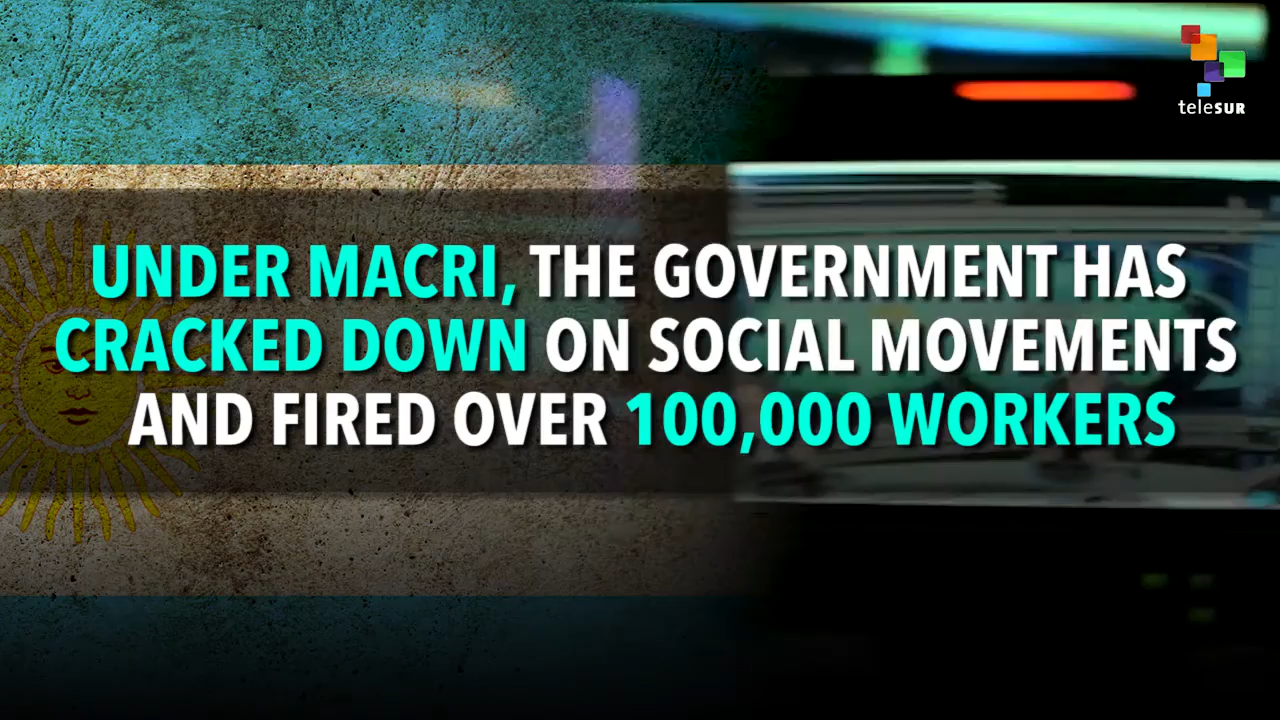 teleSUR
UNDER MACRI, THE GOVERNMENT HAS
CRACKED DOWN ON SOCIAL MOVEMENTS
AND FIRED OVER 100,000 WORKERS